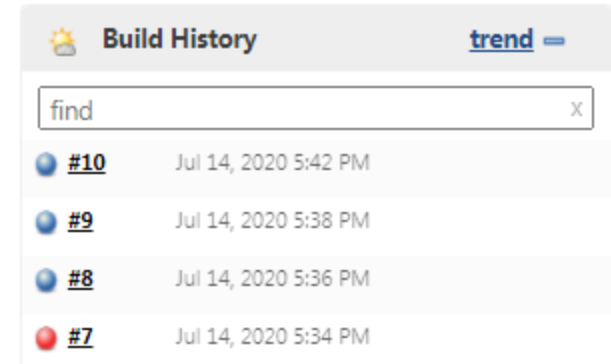 Build History trend
find x
#10 Jul 14, 2020 5:42 PM
#9 Jul 14, 2020 5:38 PM
#8 Jul 14, 2020 5:36 PM
#7 Jul 14, 2020 5:34 PM